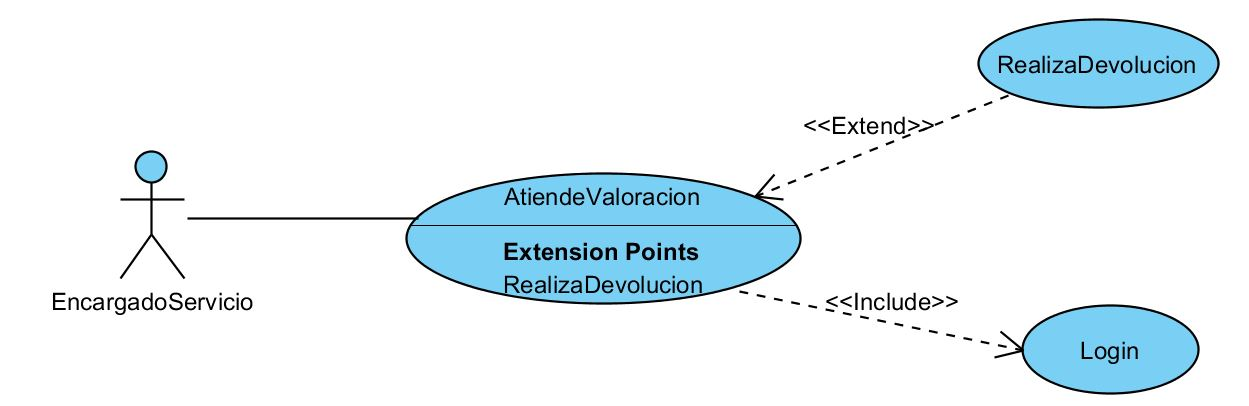 RealizaDevolucion
<<Extend>>
AtiendeValoracion
Extension Points
RealizaDevolucion
EncargadoServicio
<<Include>>
Login